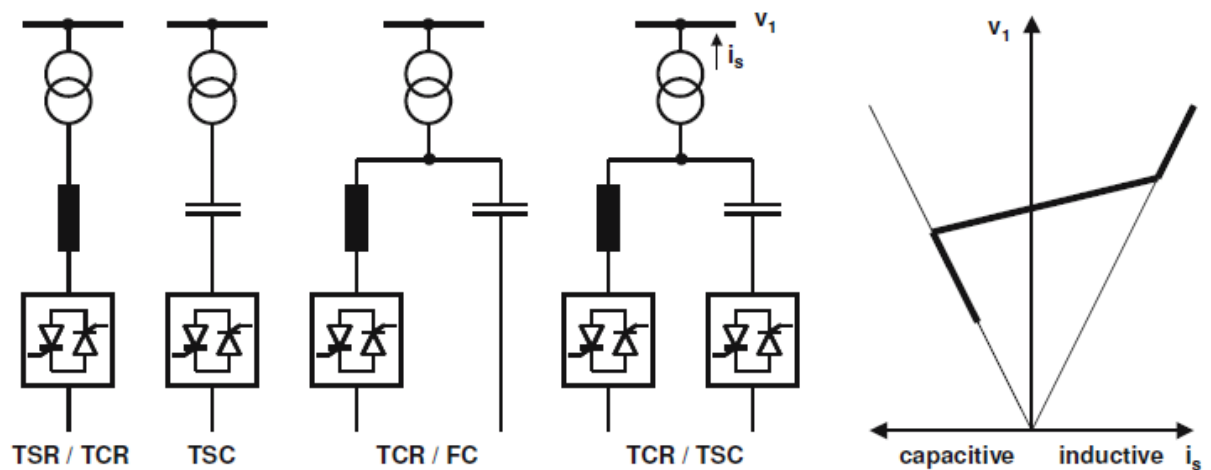 v₁
iₛ
v₁
TSR / TCR
TSC
TCR / FC
TCR / TSC
capacitive
inductive
iₛ